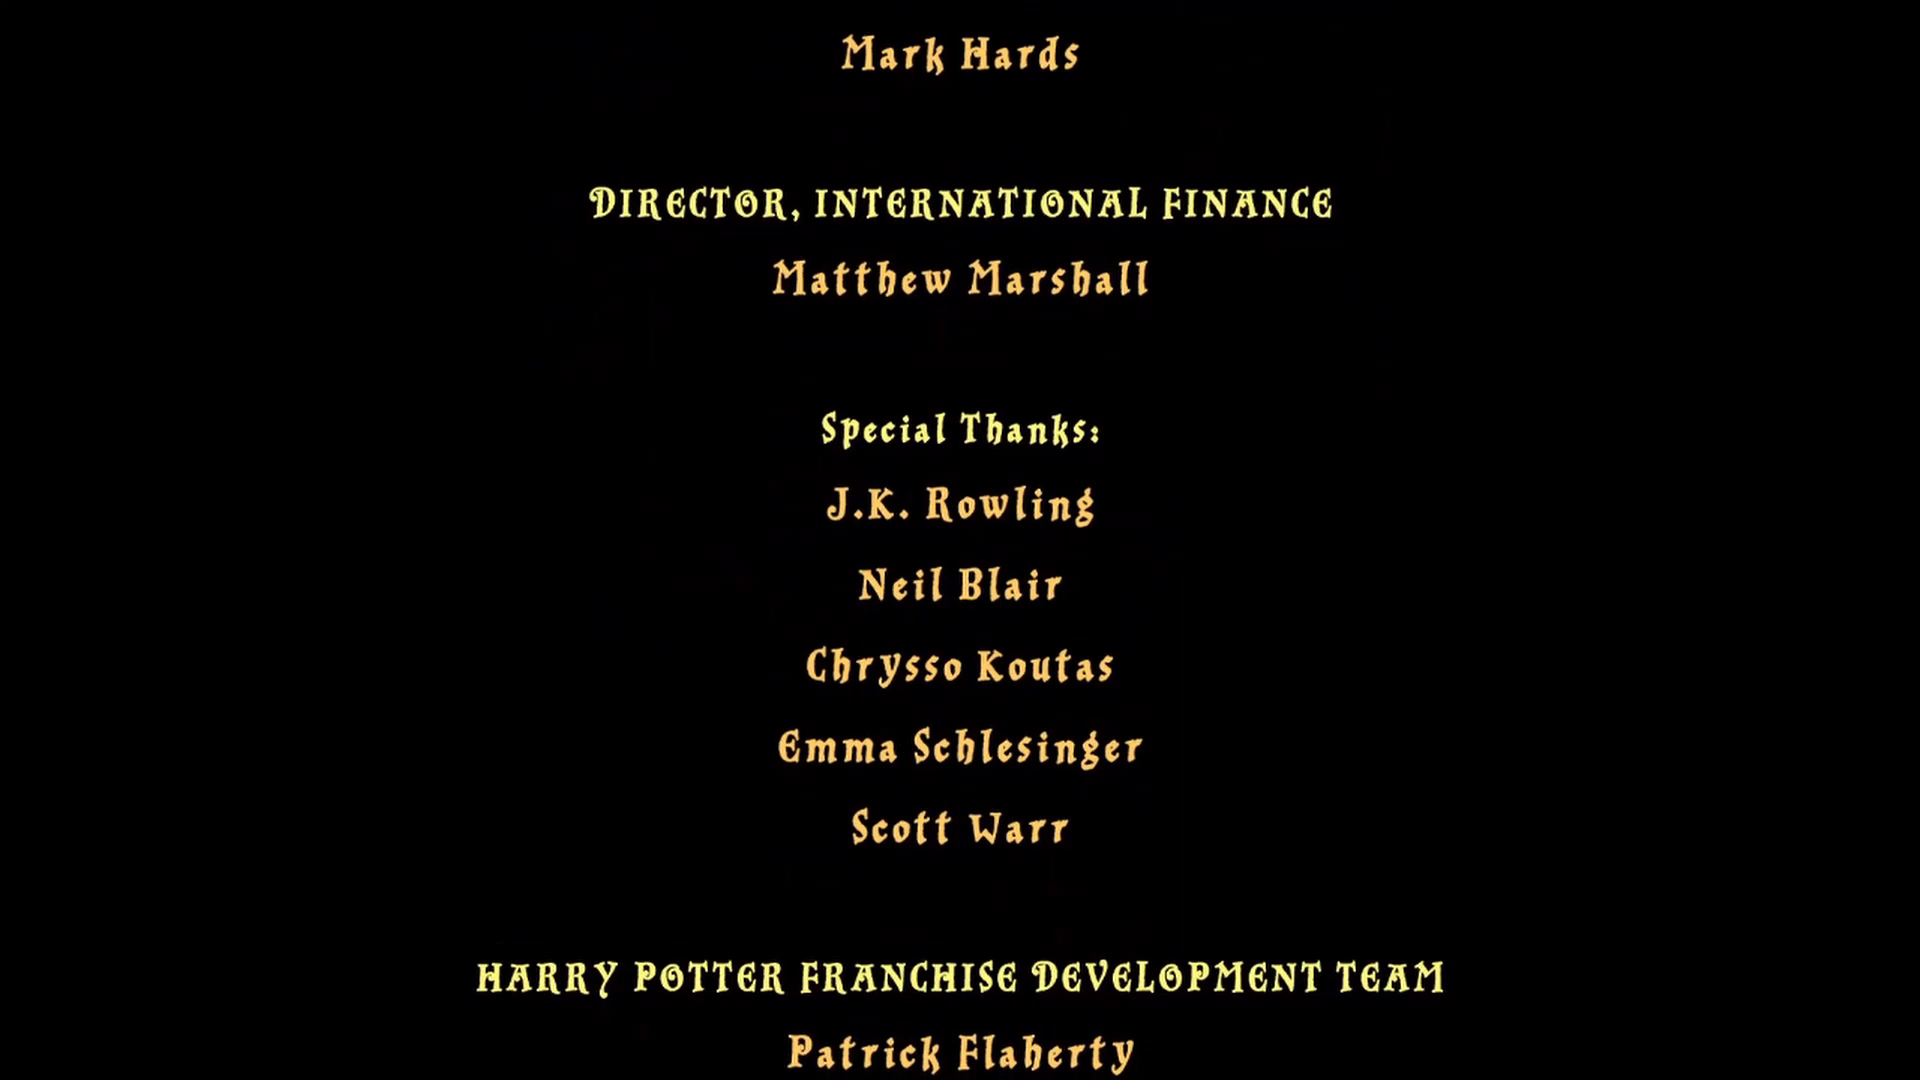 Mark Hards
DIRECTOR, INTERNATIONAL FINANCE
Matthew Marshall
Special Thanks:
J.K. Rowling
Neil Blair
Chrysso Koutas
Emma Schlesinger
Scott Warr
HARRY POTTER FRANCHISE DEVELOPMENT TEAM
Patrick Flaherty